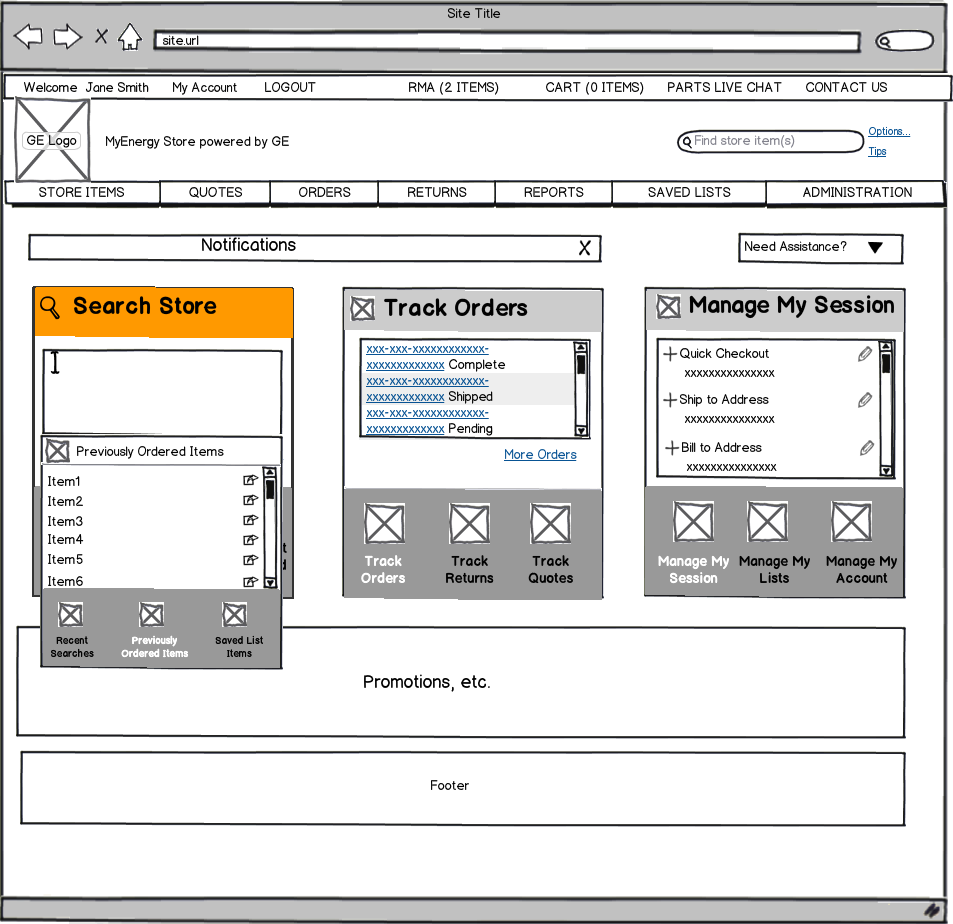 Site Title
site.url
Welcome Jane Smith My Account LOGOUT RMA (2 ITEMS) CART (0 ITEMS) PARTS LIVE CHAT CONTACT US
GE Logo
MyEnergy Store powered by GE
Find store item(s)
Options...
Tips
STORE ITEMS QUOTES ORDERS RETURNS REPORTS SAVED LISTS ADMINISTRATION
Notifications X
Need Assistance?
Search Store
Previously Ordered Items
Item1
Item2
Item3
Item4
Item5
Item6
Recent
Searches
Previously
Ordered Items
Saved List
Items
Track Orders
xxx-xxx-xxxxxxxxxxxx-
xxxxxxxxxxxxx Complete
xxx-xxx-xxxxxxxxxxxx-
xxxxxxxxxxxxx Shipped
xxx-xxx-xxxxxxxxxxxx-
xxxxxxxxxxxxx Pending
More Orders
Track
Orders
Track
Returns
Track
Quotes
Manage My Session
Quick Checkout
xxxxxxxxxxxxxxx
Ship to Address
xxxxxxxxxxxxxxx
Bill to Address
xxxxxxxxxxxxxxx
Manage My
Session
Manage My
Lists
Manage My
Account
Promotions, etc.
Footer